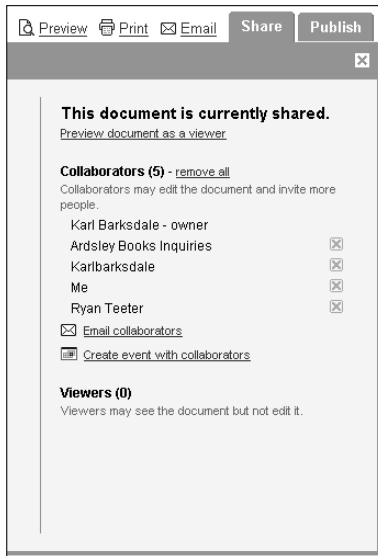 Preview Print Email Share Publish
This document is currently shared.
Preview document as a viewer
Collaborators (5) - remove all
Collaborators may edit the document and invite more
people.
Karl Barksdale - owner
Ardsley Books Inquiries
Karlbarksdale
Me
Ryan Teeter
Email collaborators
Create event with collaborators
Viewers (0)
Viewers may see the document but not edit it.